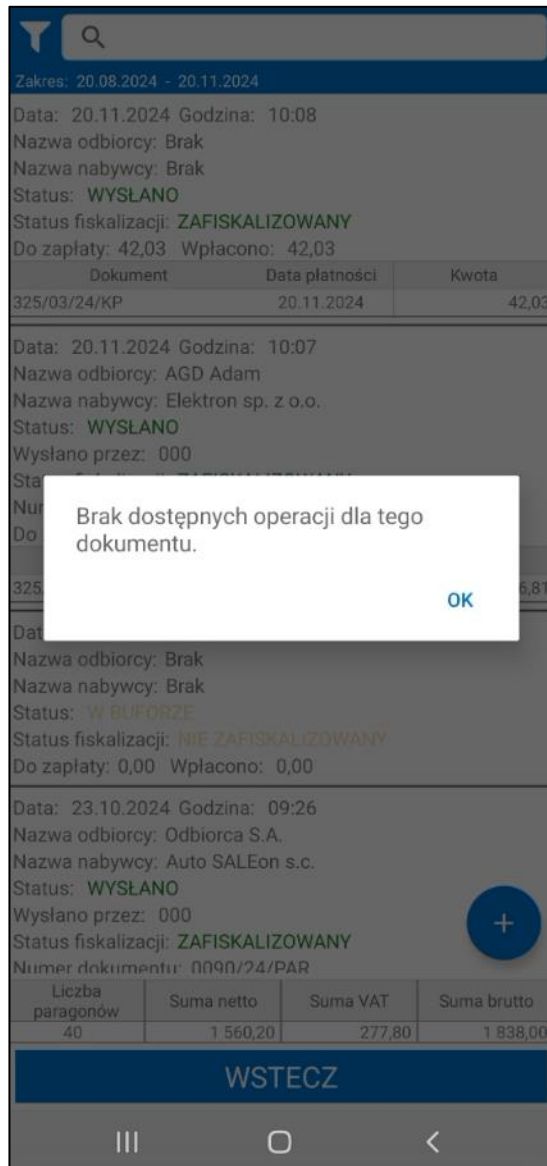 Zakres: 20.08.2024 - 20.11.2024
Data: 20.11.2024 Godzina: 10:08
Nazwa odbiorcy: Brak
Nazwa nabywcy: Brak
Status: WYSŁANO
Status fiskalizacji: ZAFISKALIZOWANY
Do zapłaty: 42,03 Wpłacono: 42,03
Dokument Data płatności Kwota
325/03/24/KP 20.11.2024 42,03
Data: 20.11.2024 Godzina: 10:07
Nazwa odbiorcy: AGD Adam
Nazwa nabywcy: Elektron sp. z o.o.
Status: WYSŁANO
Wysłano przez: 000
Brak dostępnych operacji dla tego
dokumentu.
OK
Nazwa odbiorcy: Brak
Nazwa nabywcy: Brak
Status: W BUFORZE
Status fiskalizacji: NIE ZAFISKALIZOWANY
Do zapłaty: 0,00 Wpłacono: 0,00
Data: 23.10.2024 Godzina: 09:26
Nazwa odbiorcy: Odbiorca S.A.
Nazwa nabywcy: Auto SALEon s.c.
Status: WYSŁANO
Wysłano przez: 000
Status fiskalizacji: ZAFISKALIZOWANY
Numer dokumentu: 0090/24/PAR
Liczba paragonów Suma netto Suma VAT Suma brutto
40 1 560,20 277,80 1 838,00
WSTECZ